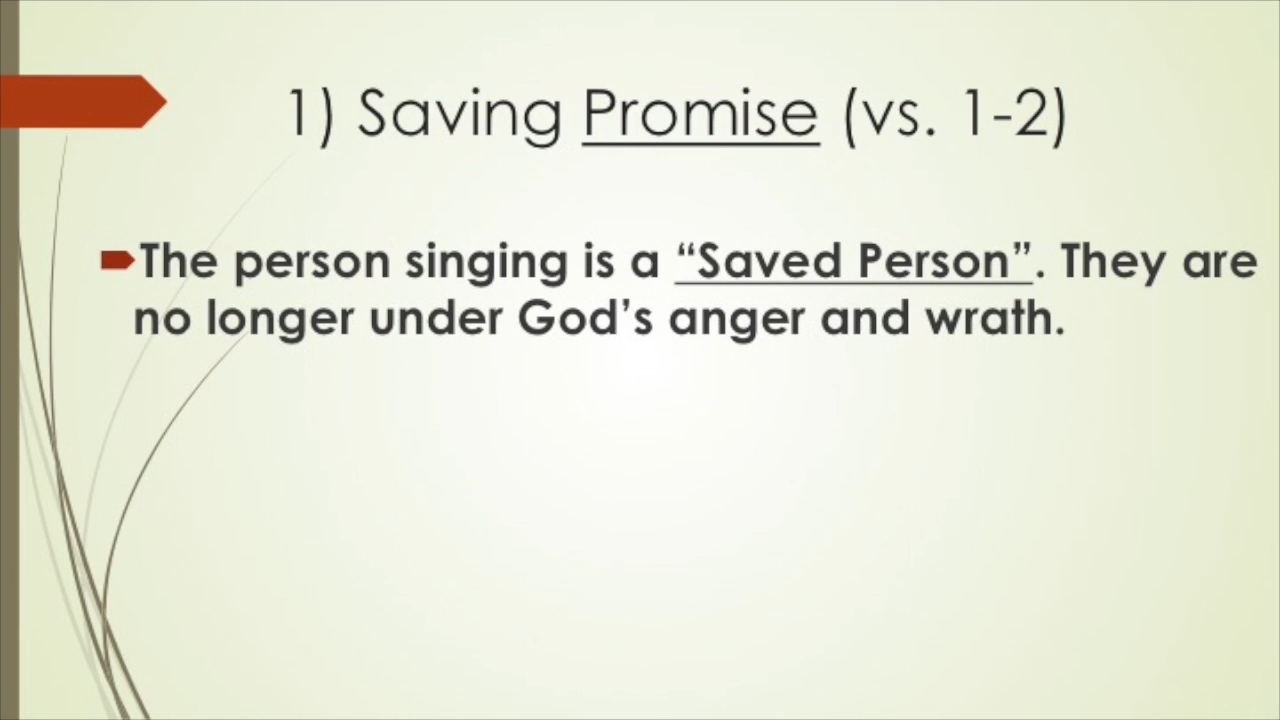 1) Saving Promise (vs. 1-2)
The person singing is a “Saved Person”. They are
no longer under God’s anger and wrath.